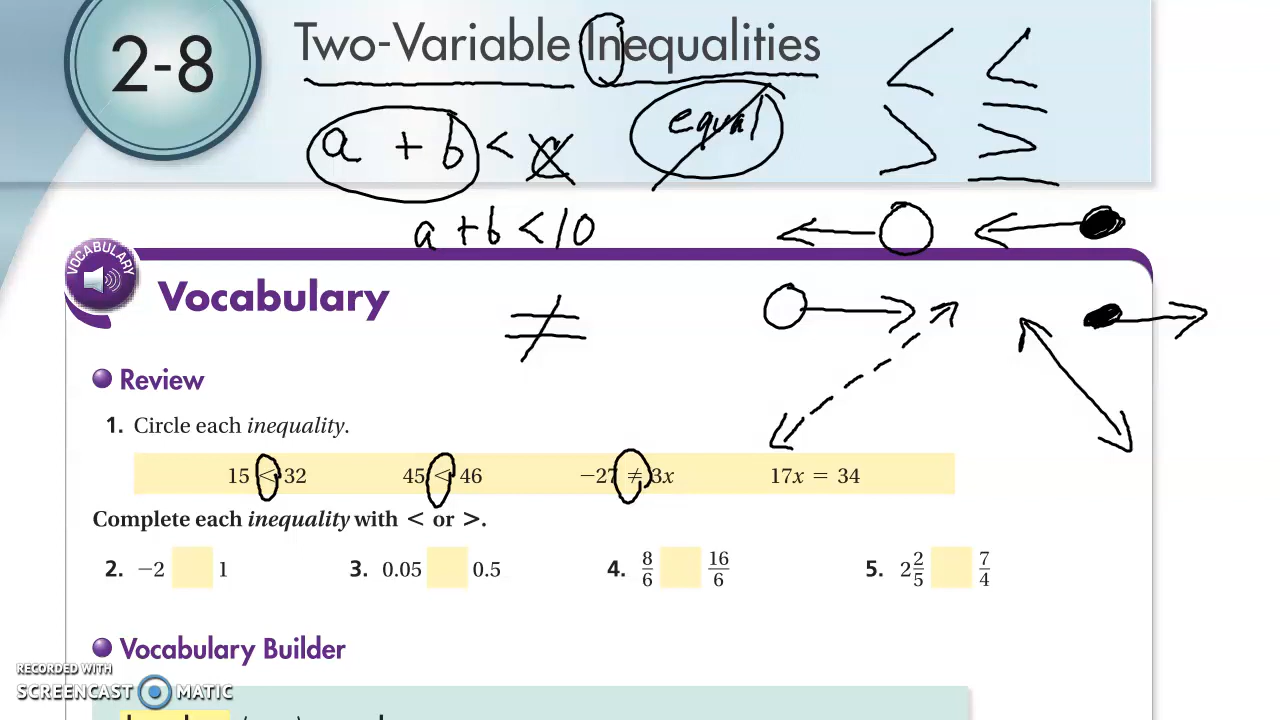 2-8
Two-Variable Inequalities
< ≤
equal
a + b < c
> ≥
a + b < 10
VOCABULARY
Vocabulary
≠
Review
1. Circle each inequality.
15 < 32 45 < 46 −27 ≠ 3x 17x = 34
Complete each inequality with < or >.
2. −2 1 3. 0.05 0.5 4. 8/6 16/6 5. 2 2/5 7/4
Vocabulary Builder
RECORDED WITH
SCREENCAST MATIC